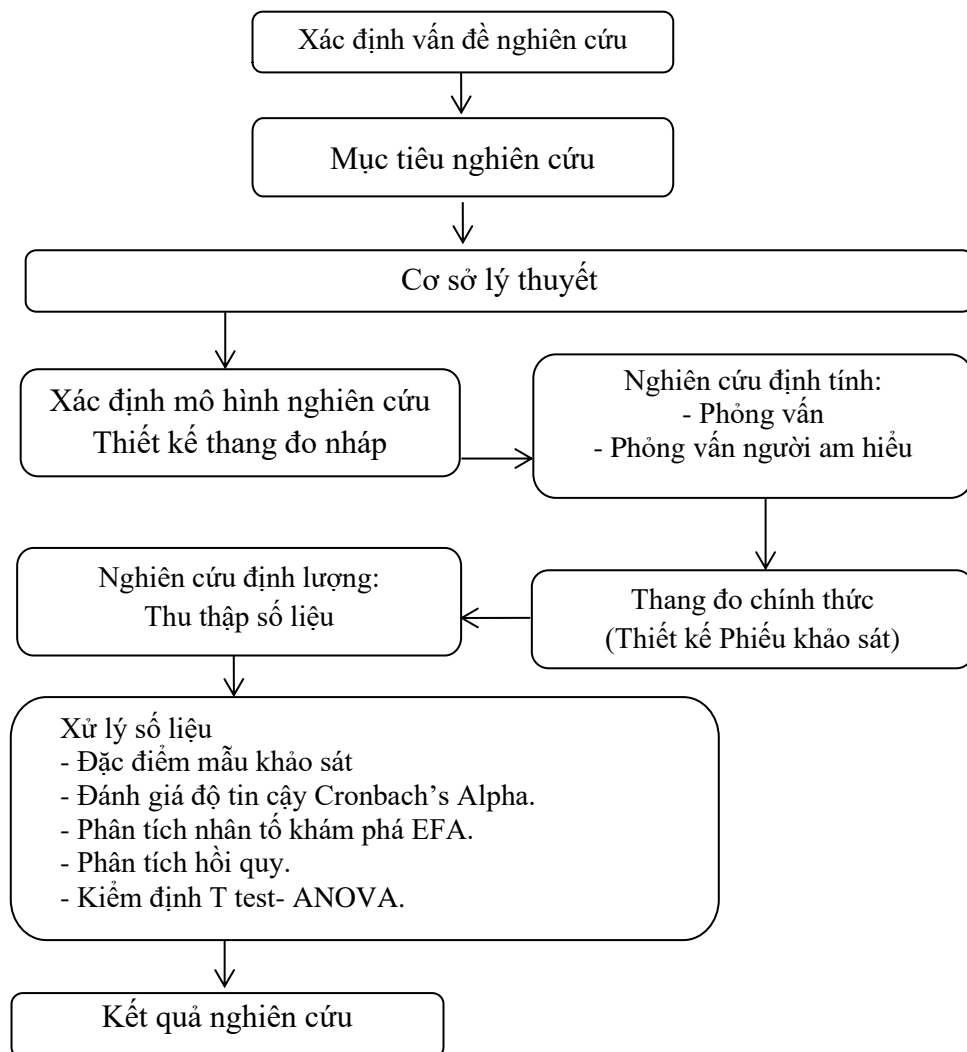 Xác định vấn đề nghiên cứu
Mục tiêu nghiên cứu
Cơ sở lý thuyết
Xác định mô hình nghiên cứu
Thiết kế thang đo nháp
Nghiên cứu định tính:
- Phỏng vấn
- Phỏng vấn người am hiểu
Thang đo chính thức
(Thiết kế Phiếu khảo sát)
Nghiên cứu định lượng:
Thu thập số liệu
Xử lý số liệu
- Đặc điểm mẫu khảo sát
- Đánh giá độ tin cậy Cronbach’s Alpha.
- Phân tích nhân tố khám phá EFA.
- Phân tích hồi quy.
- Kiểm định T test- ANOVA.
Kết quả nghiên cứu